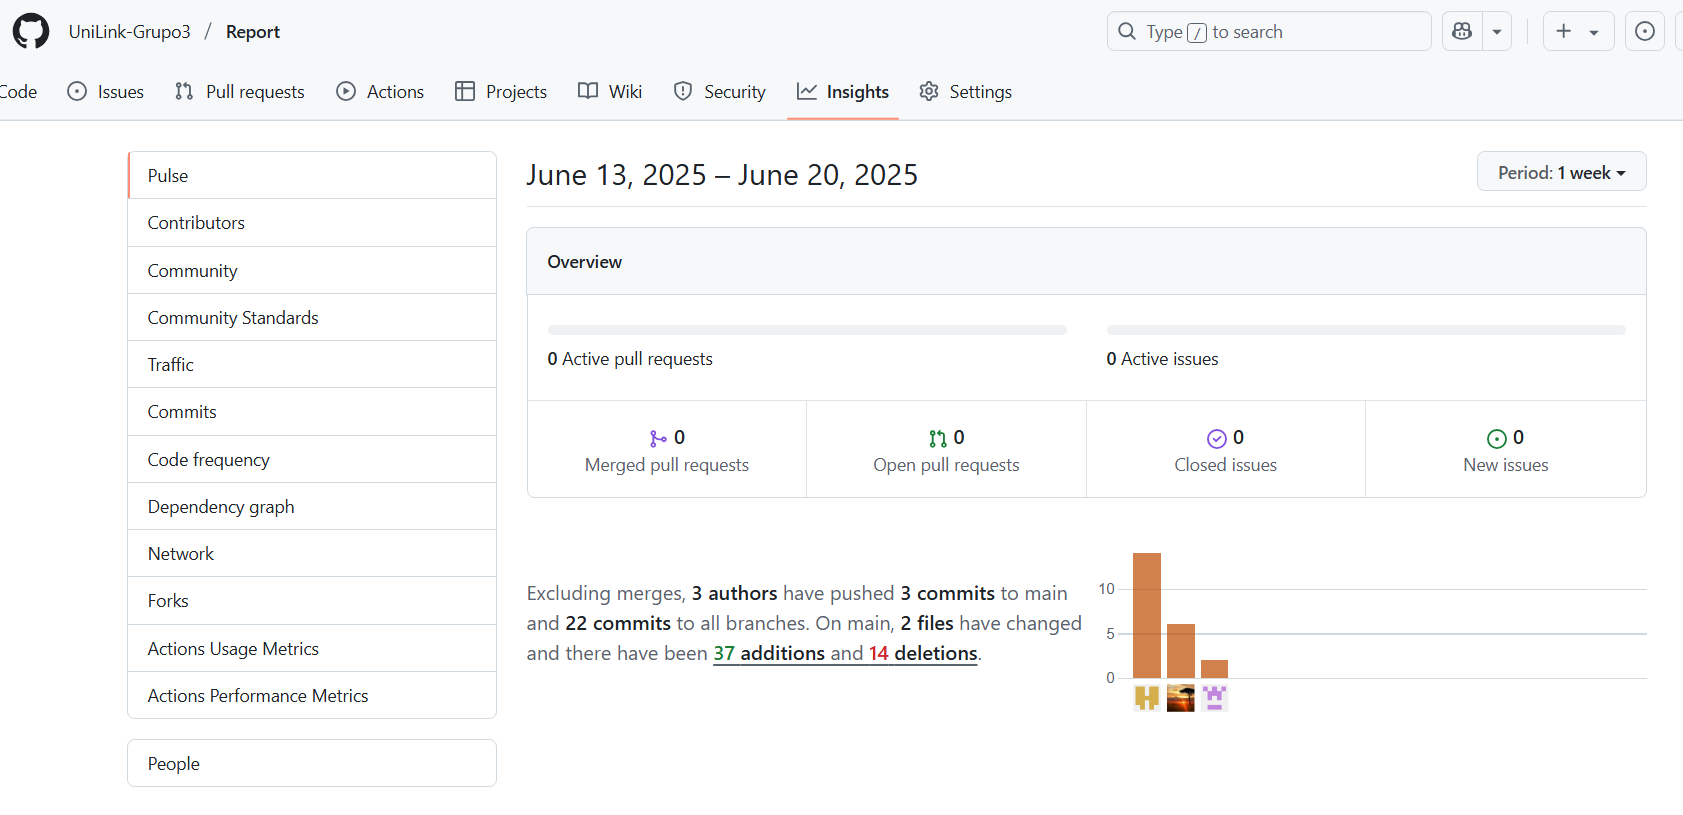 UniLink-Grupo3 / Report
Type / to search
Code
Issues
Pull requests
Actions
Projects
Wiki
Security
Insights
Settings
Pulse
Contributors
Community
Community Standards
Traffic
Commits
Code frequency
Dependency graph
Network
Forks
Actions Usage Metrics
Actions Performance Metrics
People
June 13, 2025 – June 20, 2025
Period: 1 week
Overview
0 Active pull requests
0 Active issues
0
Merged pull requests
0
Open pull requests
0
Closed issues
0
New issues
Excluding merges, 3 authors have pushed 3 commits to main
and 22 commits to all branches. On main, 2 files have changed
and there have been 37 additions and 14 deletions.
10
5
0